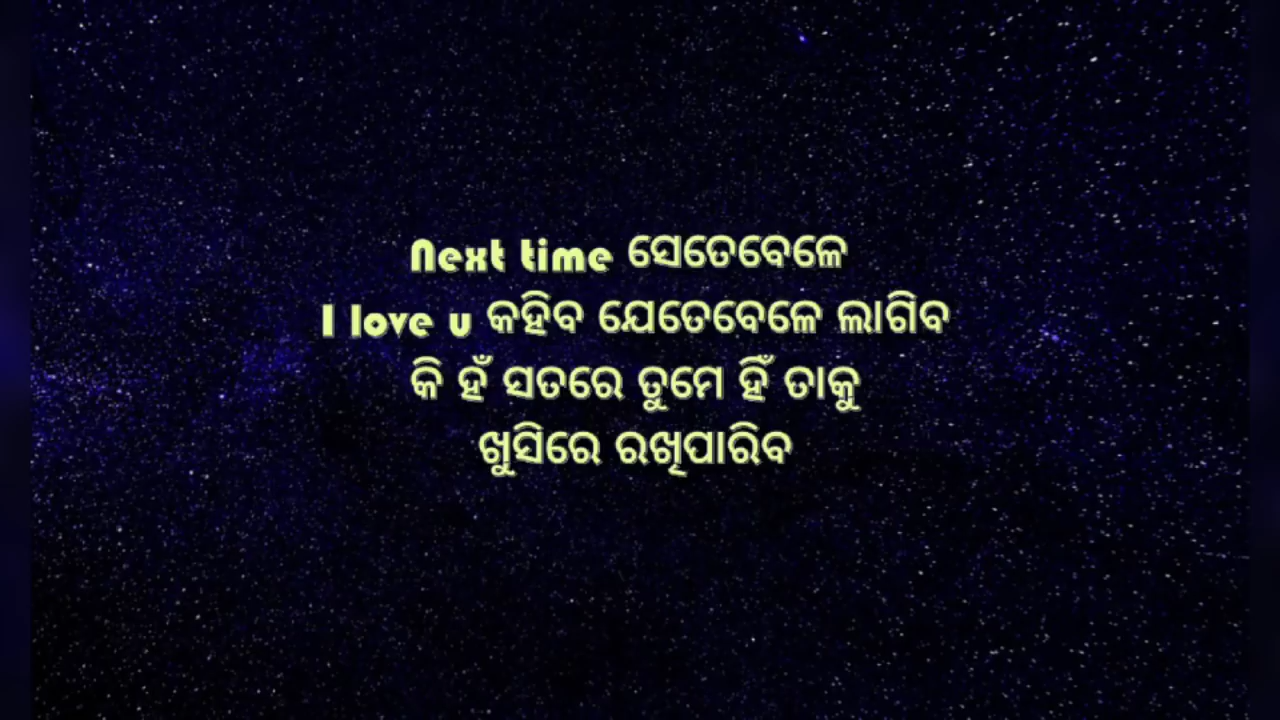 Next time ସେତେବେଳେ
I love u କହିବ ଯେତେବେଳେ ଲାଗିବ
କି ହଁ ସତରେ ତୁମେ ହିଁ ତାକୁ
ଖୁସିରେ ରଖିପାରିବ